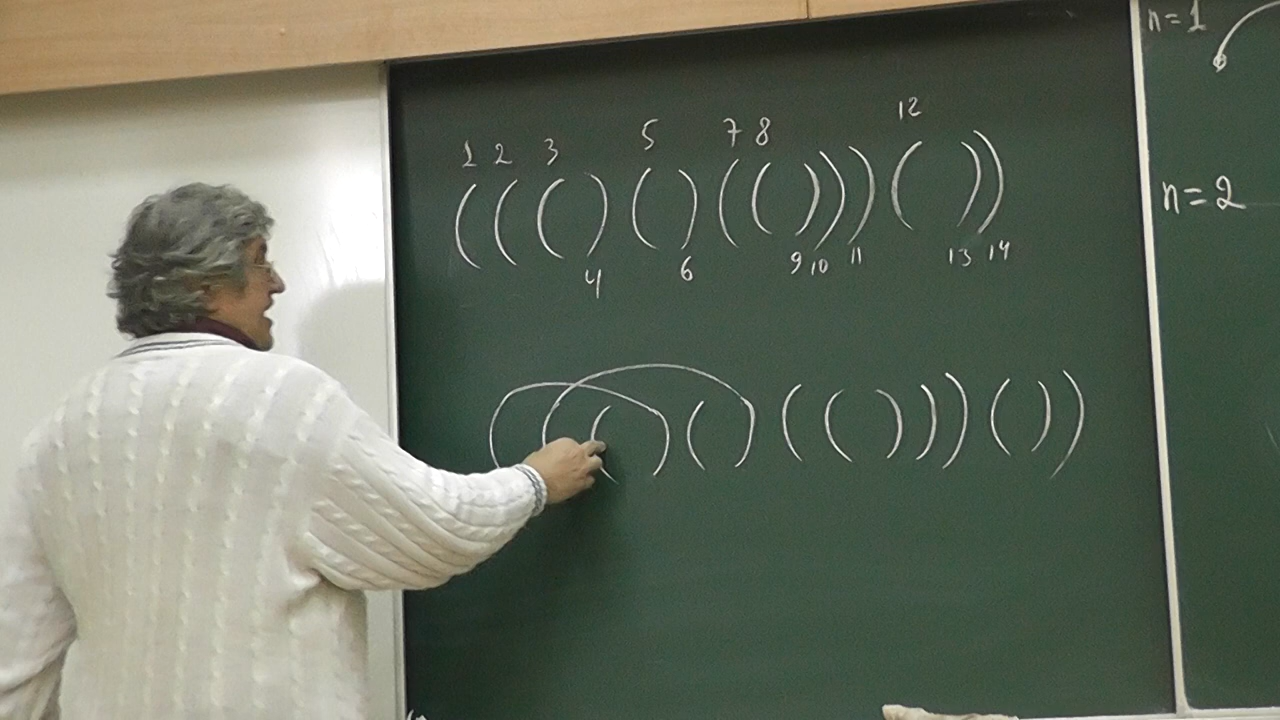 1 2 3 5 7 8 12
( ( ( ) ( ) ( ( ) ) ) ( ) )
4 6 9 10 11 13 14
( ( ( ) ( ) ( ( ) ) ) ( ) )
n=1
n=2